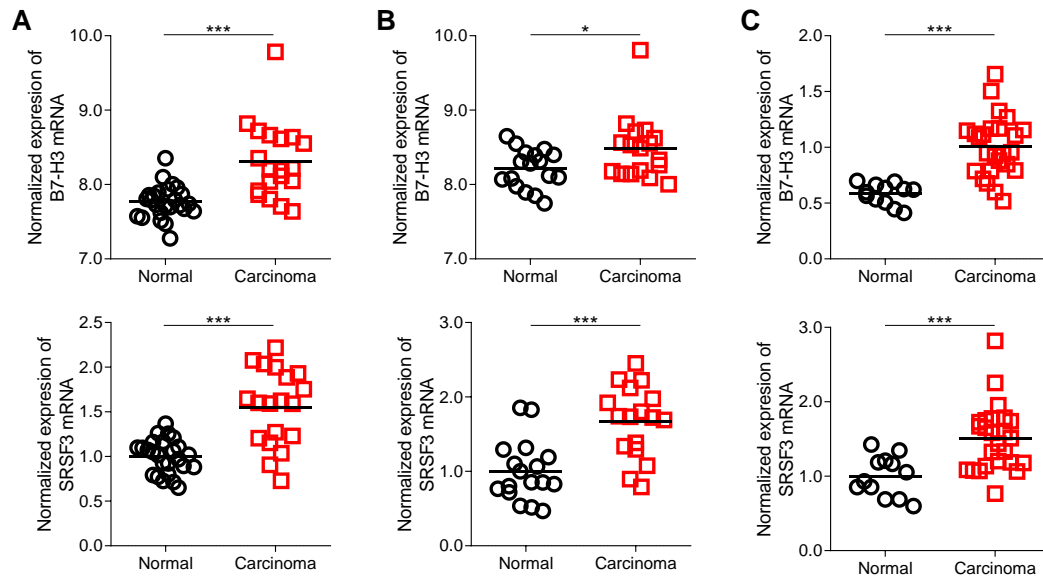 A
Normalized expresion of
B7-H3 mRNA
10.0
9.0
8.0
7.0
***
Normal
Carcinoma
B
Normalized expresion of
B7-H3 mRNA
10.0
9.0
8.0
7.0
*
Normal
Carcinoma
C
Normalized expresion of
B7-H3 mRNA
2.0
1.5
1.0
0.5
0.0
***
Normal
Carcinoma
Normalized expresion of
SRSF3 mRNA
2.5
2.0
1.5
1.0
0.5
0.0
***
Normal
Carcinoma
Normalized expresion of
SRSF3 mRNA
3.0
2.0
1.0
0.0
***
Normal
Carcinoma
Normalized expresion of
SRSF3 mRNA
3.0
2.0
1.0
0.0
***
Normal
Carcinoma